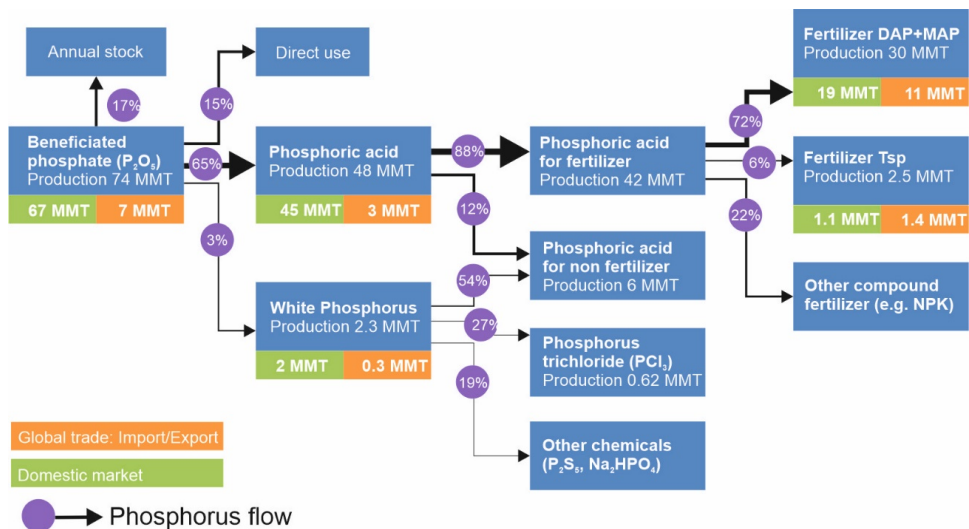 Annual stock
Direct use
17%
15%
Beneficiated
phosphate (P₂O₅)
Production 74 MMT
67 MMT 7 MMT
65%
3%
Phosphoric acid
Production 48 MMT
45 MMT 3 MMT
88%
12%
White Phosphorus
Production 2.3 MMT
2 MMT 0.3 MMT
54%
27%
19%
Phosphoric acid
for fertilizer
Production 42 MMT
Phosphoric acid
for non fertilizer
Production 6 MMT
Phosphorus
trichloride (PCl₃)
Production 0.62 MMT
Other chemicals
(P₂S₅, Na₂HPO₄)
72%
6%
22%
Fertilizer DAP+MAP
Production 30 MMT
19 MMT 11 MMT
Fertilizer Tsp
Production 2.5 MMT
1.1 MMT 1.4 MMT
Other compound
fertilizer (e.g. NPK)
Global trade: Import/Export
Domestic market
Phosphorus flow